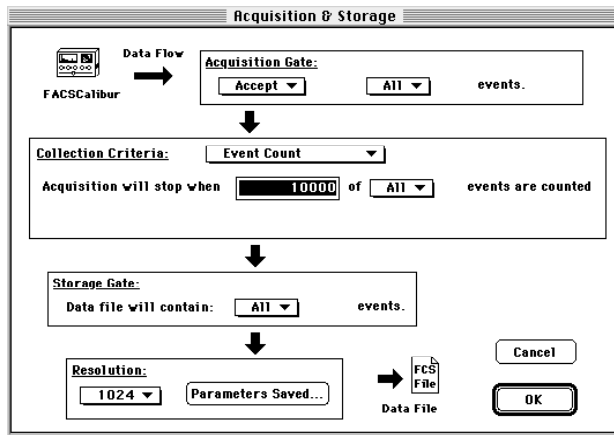 Acquisition & Storage
Data Flow
FACSCalibur
Acquisition Gate:
Accept All events.
Collection Criteria: Event Count
Acquisition will stop when 10000 of All events are counted
Storage Gate:
Data file will contain: All events.
Resolution:
1024 Parameters Saved...
FCS
File
Data File
Cancel
OK